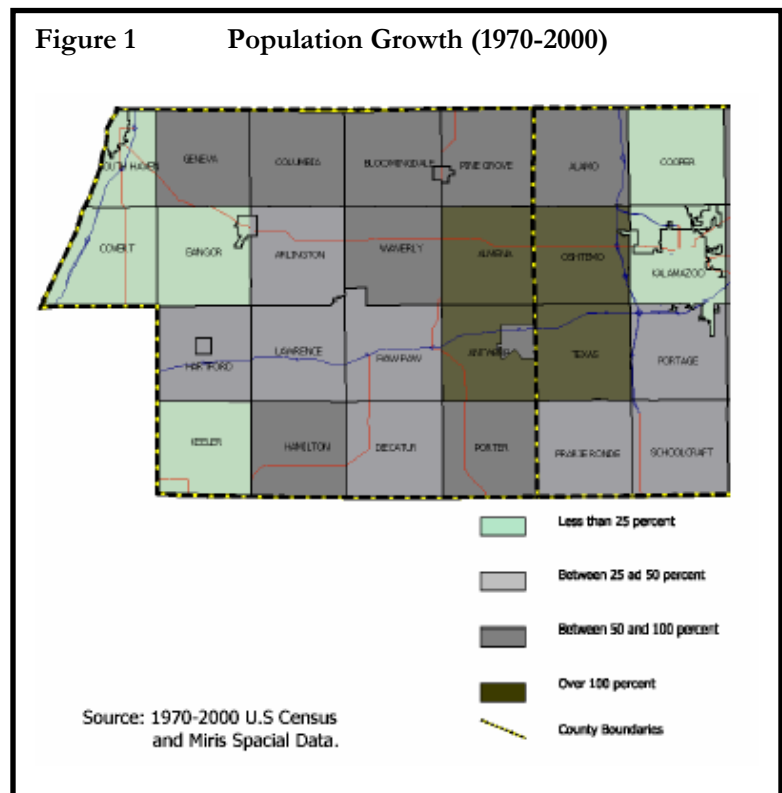 Figure 1 Population Growth (1970-2000)
SOUTH HAVEN GENEVA COLUMBIA BLOOMINGDALE PINE GROVE ALAMO COOPER
COVERT BANGOR ARLINGTON WAVERLY ALMENA OSHTEMO KALAMAZOO
HARTFORD LAWRENCE PAW PAW ANTWERP TEXAS PORTAGE
KEELER HAMILTON DECATUR PORTER PRAIRIE RONDE SCHOOLCRAFT
Less than 25 percent
Between 25 ad 50 percent
Between 50 and 100 percent
Over 100 percent
County Boundaries
Source: 1970-2000 U.S Census
and Miris Spacial Data.